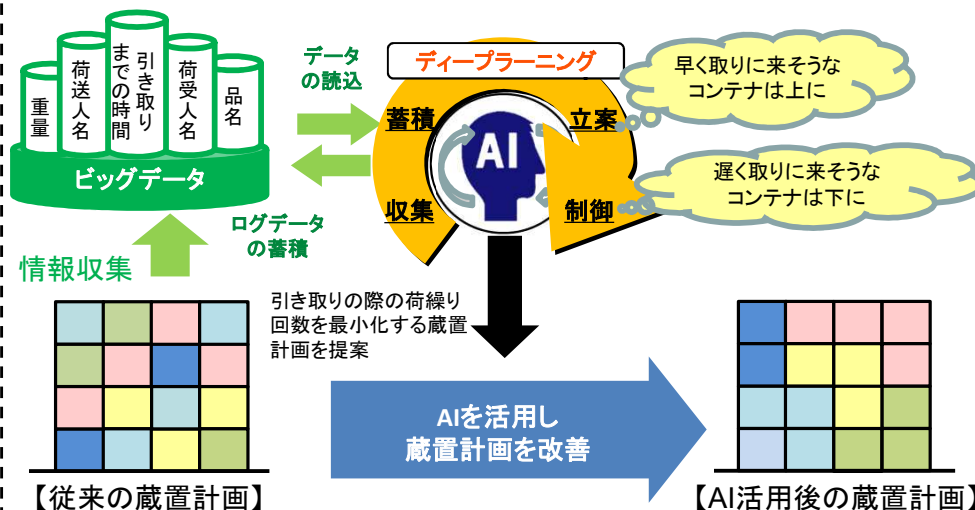 重量
荷送人名
引き取り
までの時間
荷受人名
品名
ビッグデータ
データ
の読込
ログデータ
の蓄積
情報収集
ディープラーニング
蓄積
立案
AI
収集
制御
早く取りに来そうな
コンテナは上に
遅く取りに来そうな
コンテナは下に
引き取りの際の荷繰り
回数を最小化する蔵置
計画を提案
AIを活用し
蔵置計画を改善
【従来の蔵置計画】
【AI活用後の蔵置計画】